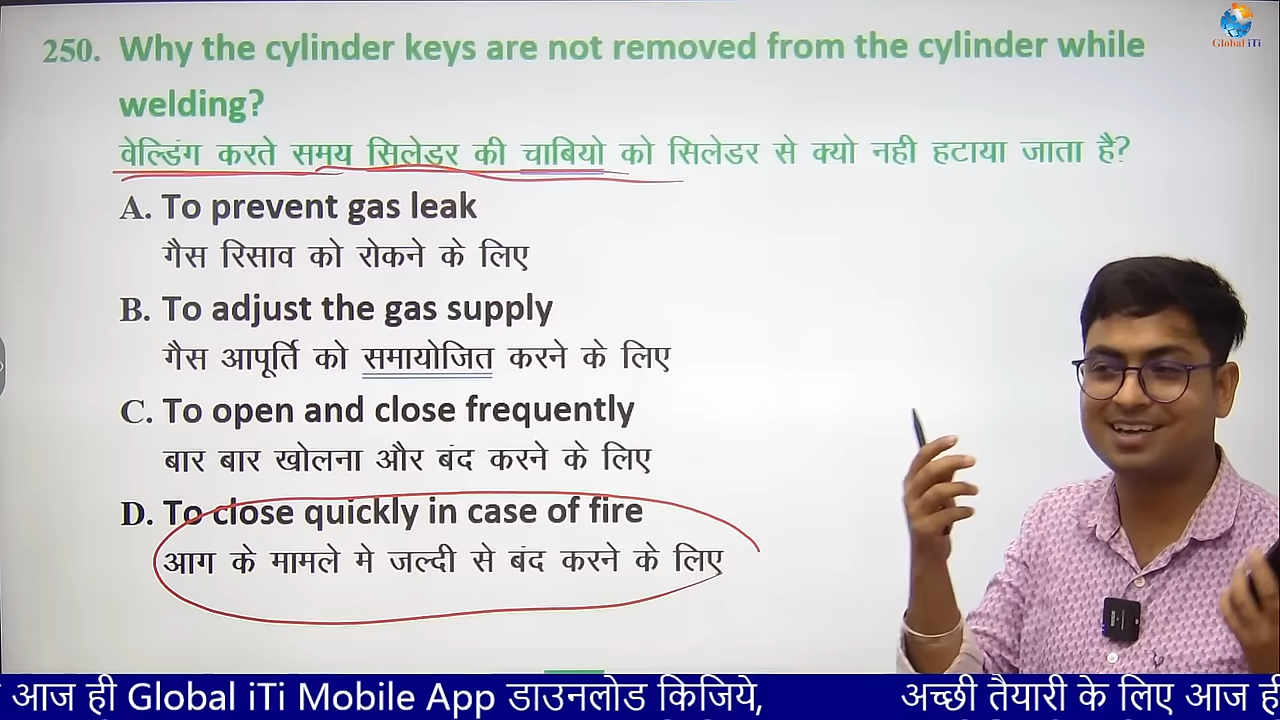 Global iTi
250. Why the cylinder keys are not removed from the cylinder while
welding?
वेल्डिंग करते समय सिलेडर की चाबियो को सिलेडर से क्यो नही हटाया जाता है?
A. To prevent gas leak
गैस रिसाव को रोकने के लिए
B. To adjust the gas supply
गैस आपूर्ति को समायोजित करने के लिए
C. To open and close frequently
बार बार खोलना और बंद करने के लिए
D. To close quickly in case of fire
आग के मामले मे जल्दी से बंद करने के लिए
आज ही Global iTi Mobile App डाउनलोड किजिये, अच्छी तैयारी के लिए आज ही